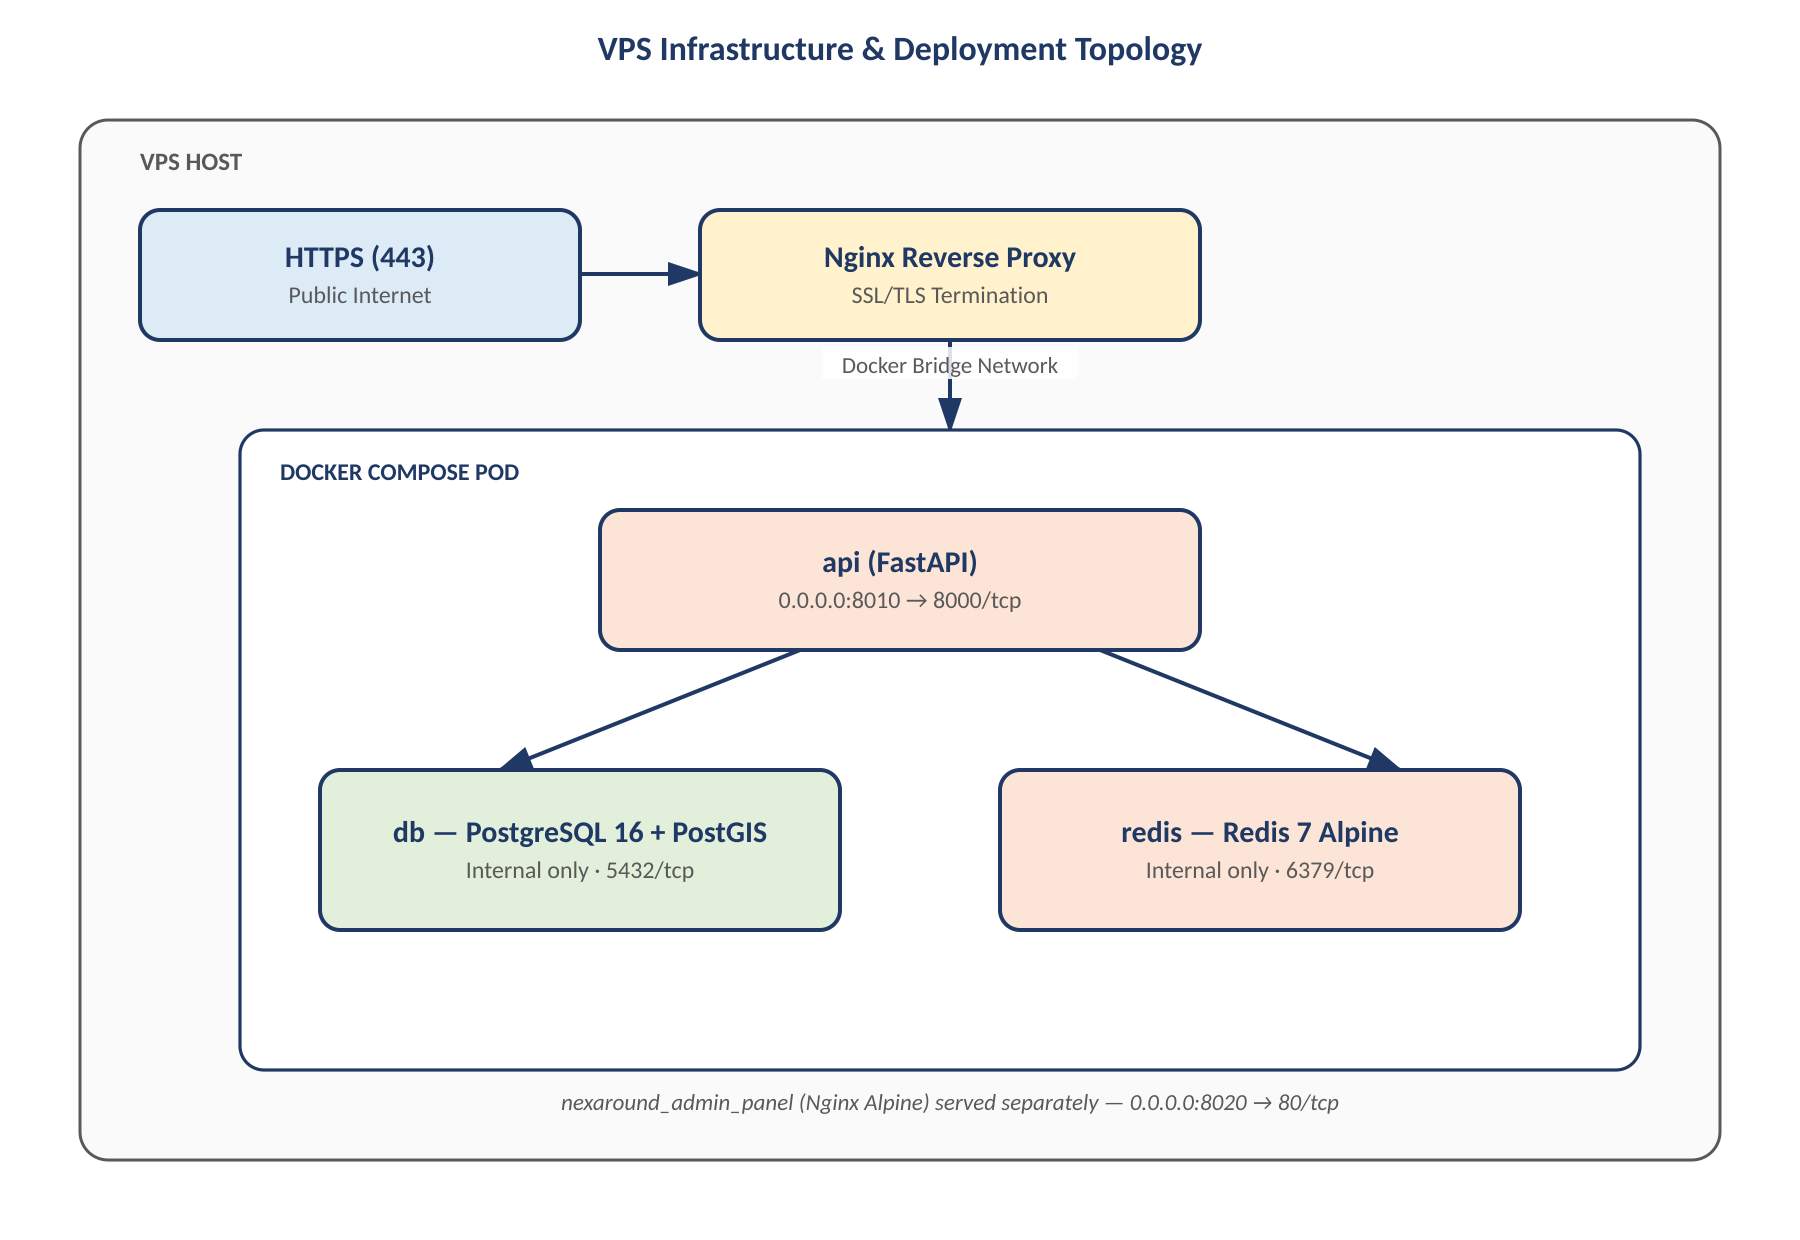 VPS Infrastructure & Deployment Topology
VPS HOST
HTTPS (443)
Public Internet
Nginx Reverse Proxy
SSL/TLS Termination
Docker Bridge Network
DOCKER COMPOSE POD
api (FastAPI)
0.0.0.0:8010 → 8000/tcp
db — PostgreSQL 16 + PostGIS
Internal only · 5432/tcp
redis — Redis 7 Alpine
Internal only · 6379/tcp
nexaround_admin_panel (Nginx Alpine) served separately — 0.0.0.0:8020 → 80/tcp